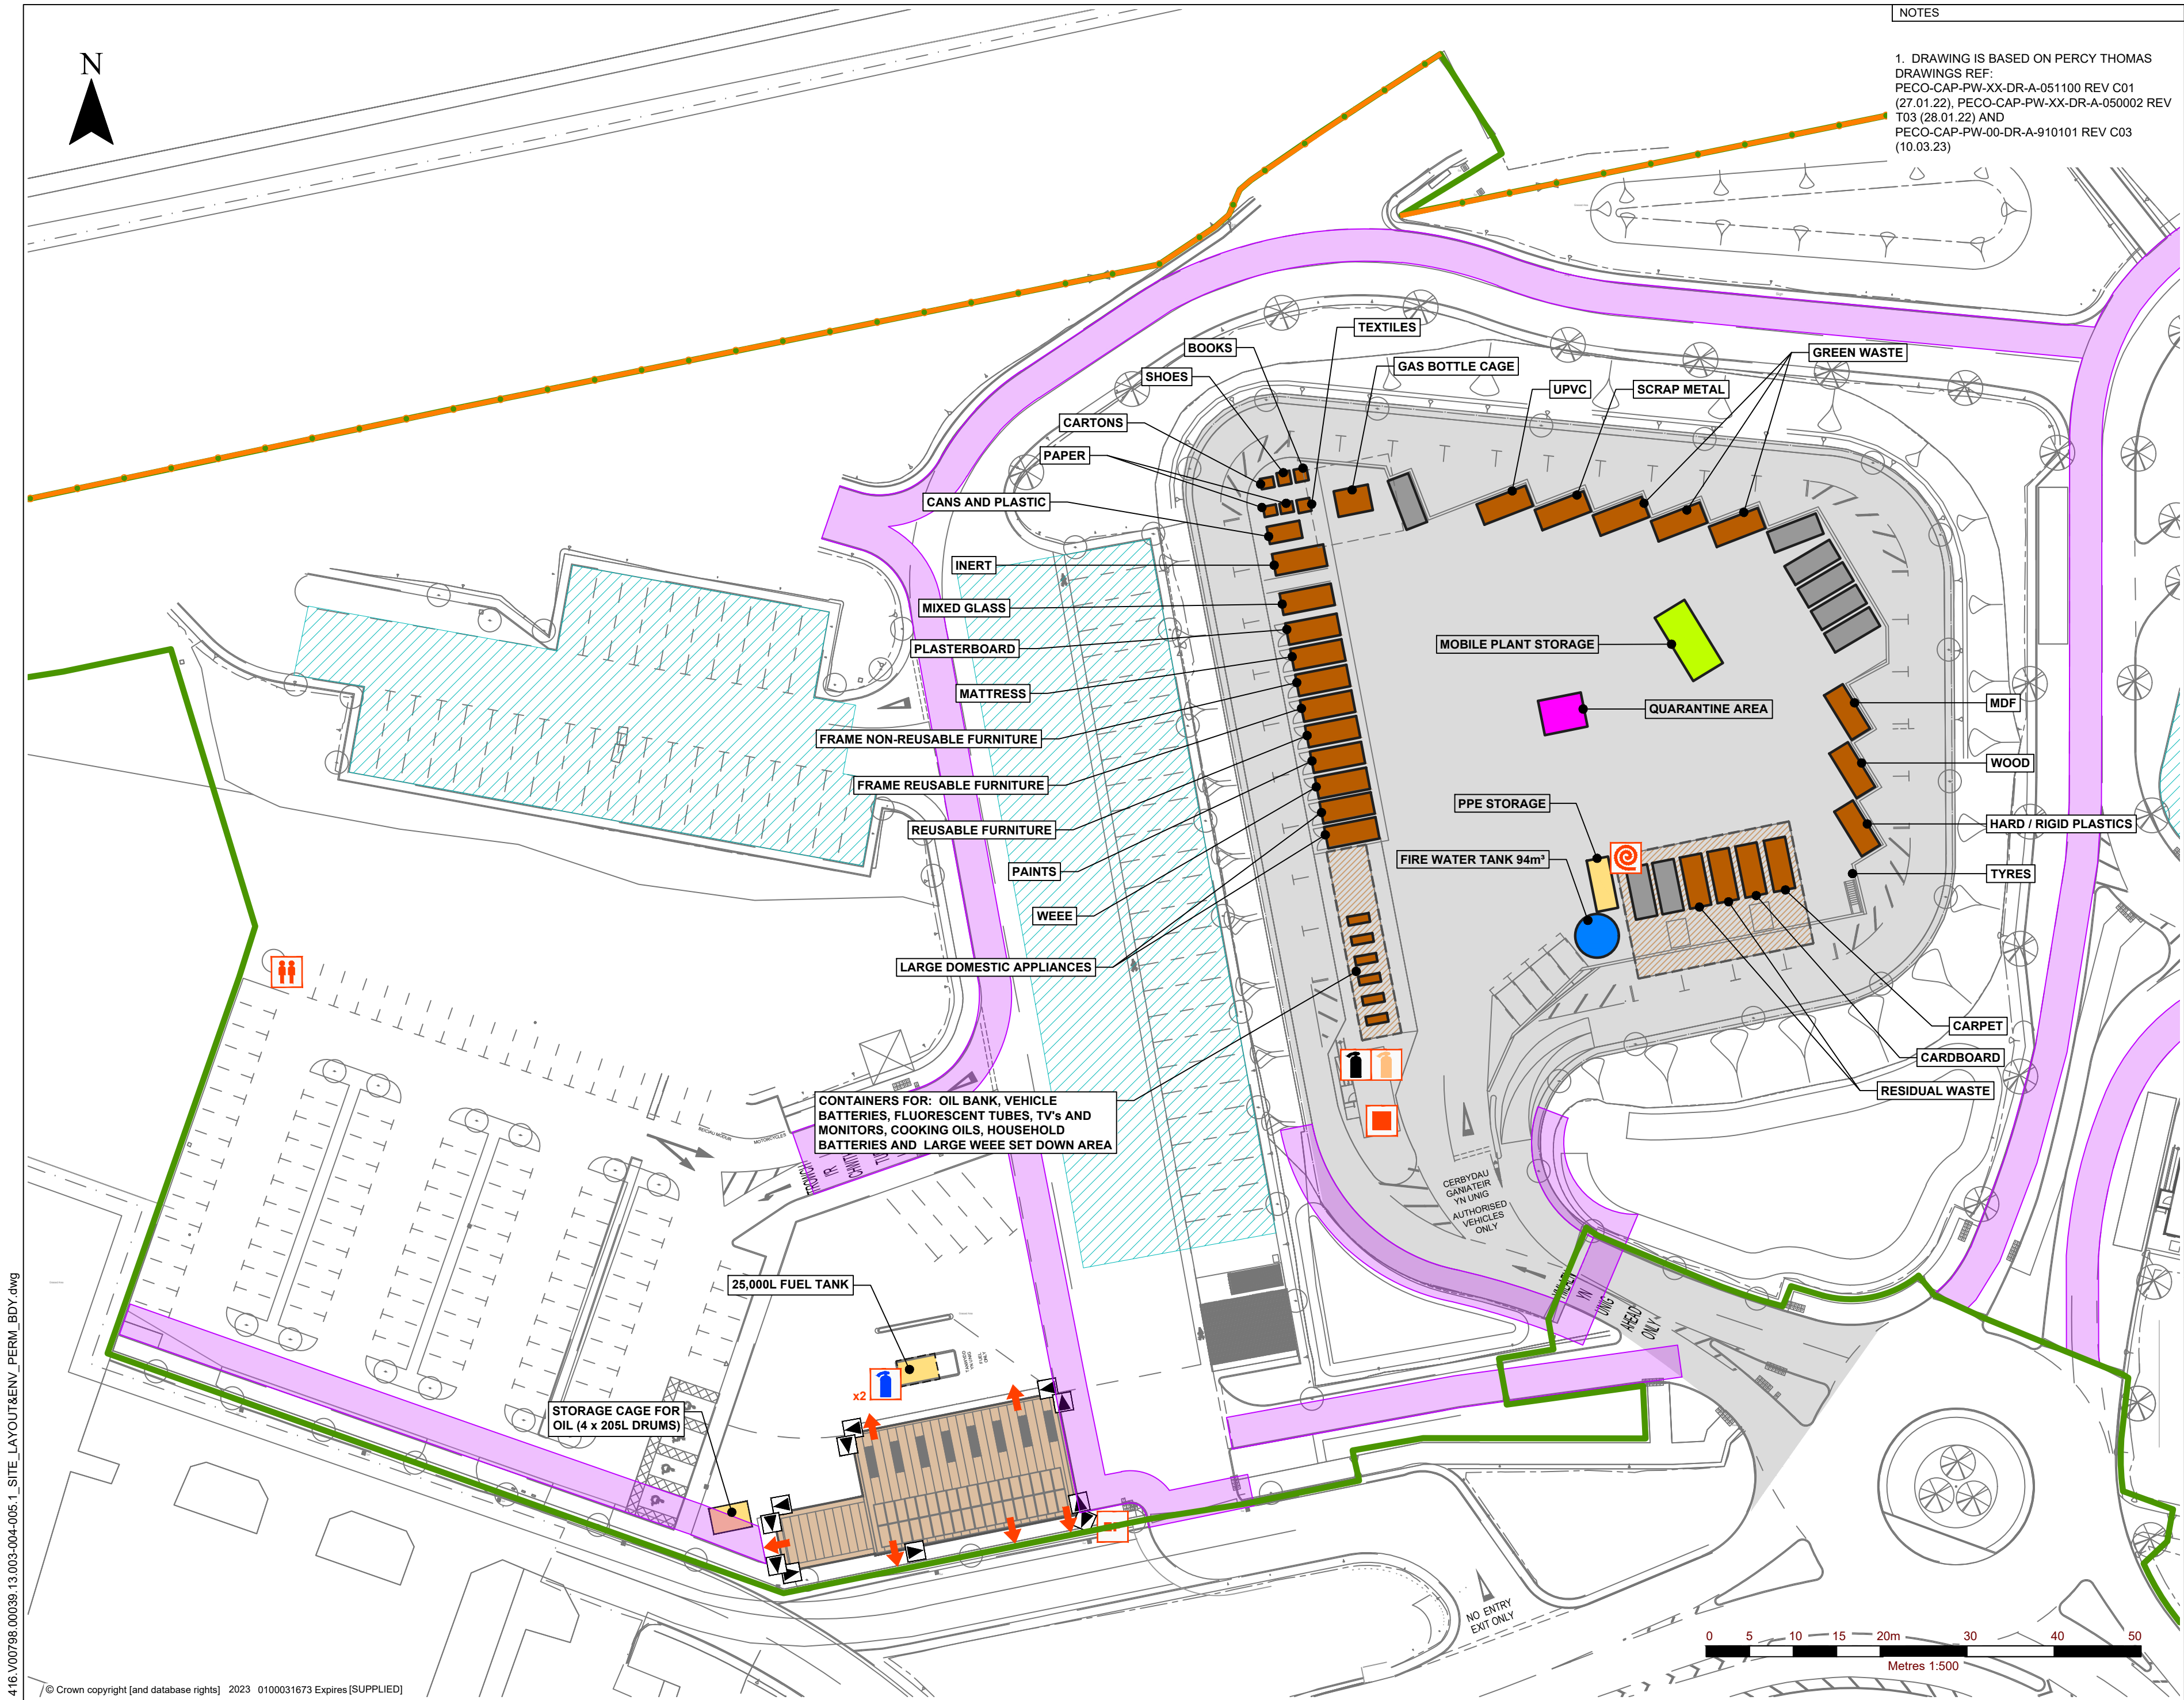 NOTES
1. DRAWING IS BASED ON PERCY THOMAS
DRAWINGS REF:
PECO-CAP-PW-XX-DR-A-051100 REV C01
(27.01.22), PECO-CAP-PW-XX-DR-A-050002 REV
T03 (28.01.22) AND
PECO-CAP-PW-00-DR-A-910101 REV C03
(10.03.23)
N
TEXTILES
BOOKS
GREEN WASTE
GAS BOTTLE CAGE
SHOES
UPVC
SCRAP METAL
CARTONS
PAPER
CANS AND PLASTIC
INERT
MIXED GLASS
PLASTERBOARD
MOBILE PLANT STORAGE
MATTRESS
MDF
QUARANTINE AREA
FRAME NON-REUSABLE FURNITURE
WOOD
FRAME REUSABLE FURNITURE
PPE STORAGE
HARD / RIGID PLASTICS
REUSABLE FURNITURE
FIRE WATER TANK 94m³
PAINTS
TYRES
WEEE
LARGE DOMESTIC APPLIANCES
CARPET
CARDBOARD
RESIDUAL WASTE
CONTAINERS FOR: OIL BANK, VEHICLE
BATTERIES, FLUORESCENT TUBES, TV's AND
MONITORS, COOKING OILS, HOUSEHOLD
BATTERIES AND LARGE WEEE SET DOWN AREA
BEICIAU MODUR
MOTORCYCLES
CERBYDAU
GANIATEIR
YN UNIG
AUTHORISED
VEHICLES
ONLY
YN
UNIG
AHEAD
ONLY
25,000L FUEL TANK
x2
STORAGE CAGE FOR
OIL (4 x 205L DRUMS)
NO ENTRY
EXIT ONLY
0 5 10 15 20m 30 40 50
Metres 1:500
© Crown copyright [and database rights] 2023 0100031673 Expires [SUPPLIED]
416.V00798.00039.13.003-004-005.1_SITE_LAYOUT&ENV_PERM_BDY.dwg